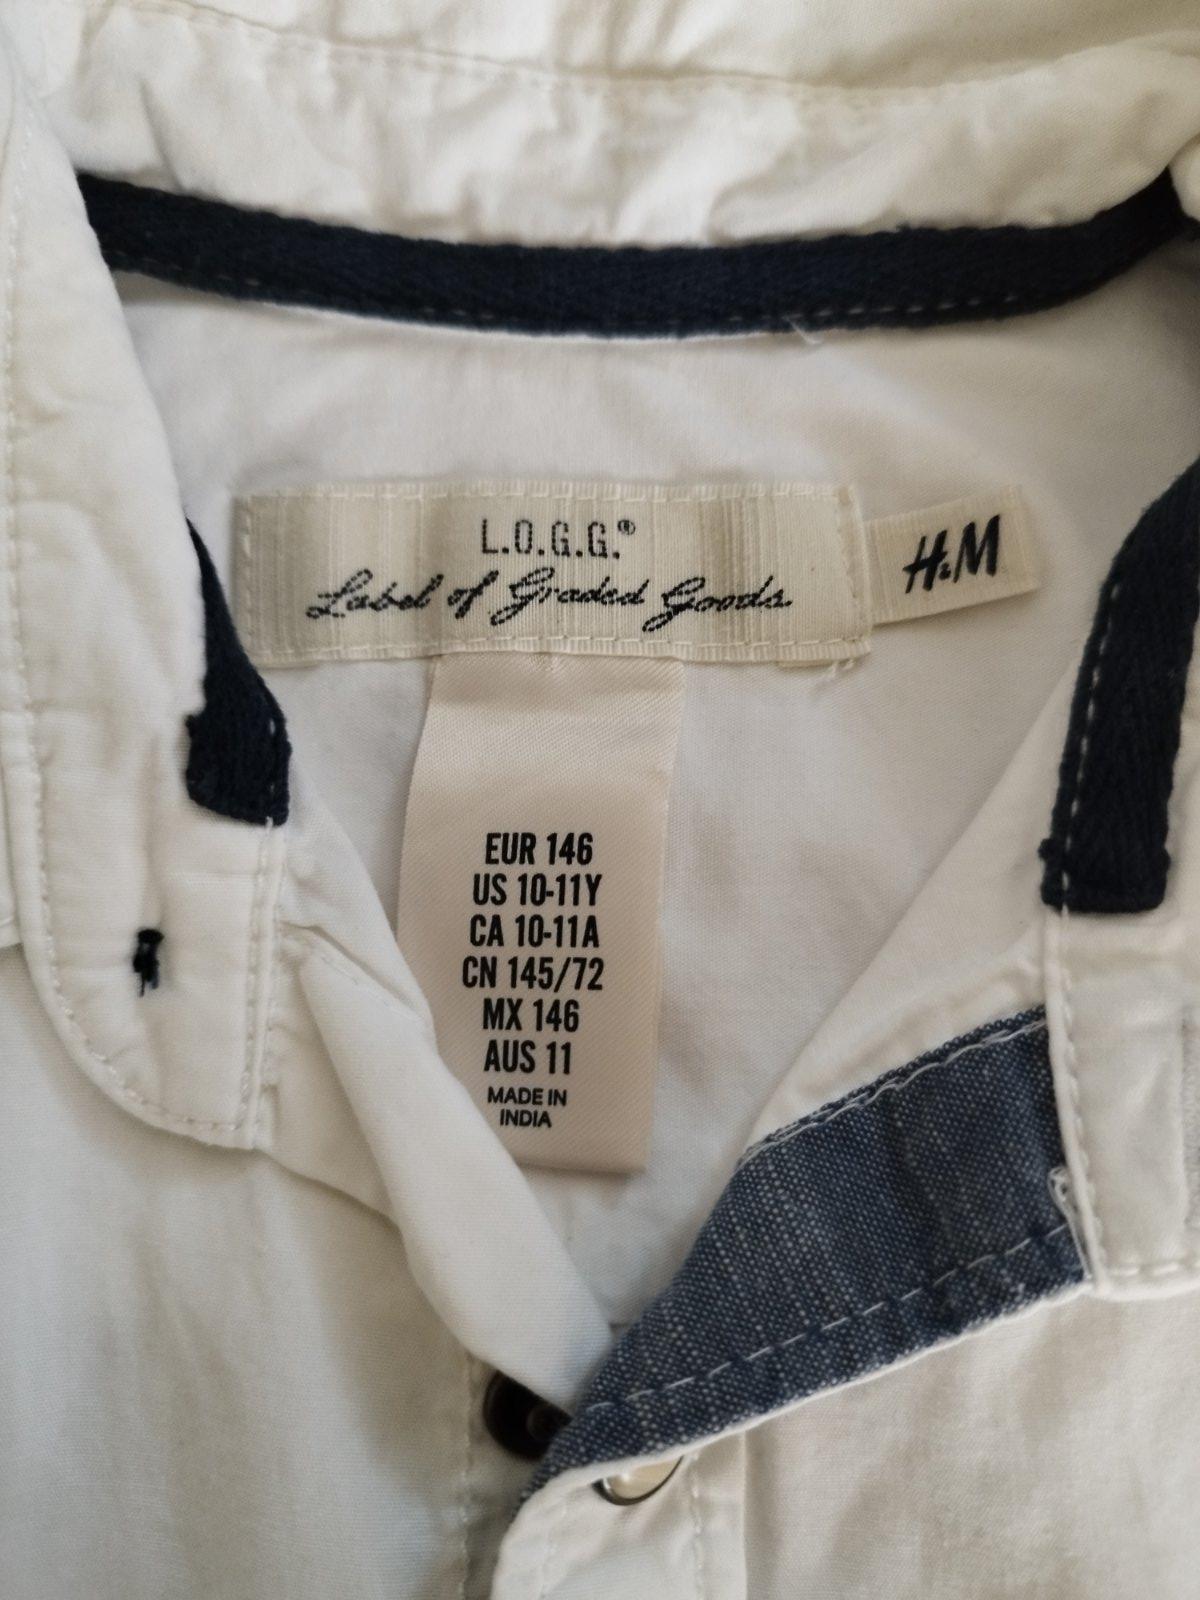 L.O.G.G.®
Label of Graded Goods
H&M
EUR 146
US 10-11Y
CA 10-11A
CN 145/72
MX 146
AUS 11
MADE IN
INDIA